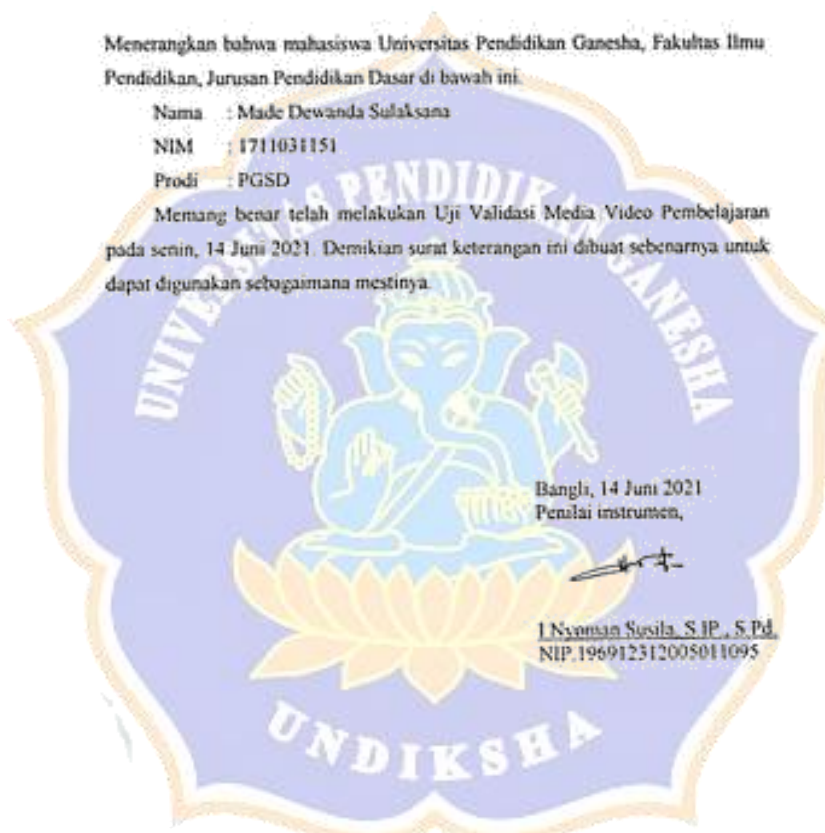 Menerangkan bahwa mahasiswa Universitas Pendidikan Ganesha, Fakultas Ilmu
Pendidikan, Jurusan Pendidikan Dasar di bawah ini.
Nama : Made Dewanda Sulaksana
NIM : 1711031151
Prodi : PGSD
Memang benar telah melakukan Uji Validasi Media Video Pembelajaran
pada senin, 14 Juni 2021. Demikian surat keterangan ini dibuat sebenarnya untuk
dapat digunakan sebagaimana mestinya.
UNIVERSITAS PENDIDIKAN GANESHA
Bangli, 14 Juni 2021
Penilai instrumen,
I Nyoman Susila, S.IP., S.Pd.
NIP.196912312005011095
UNDIKSHA